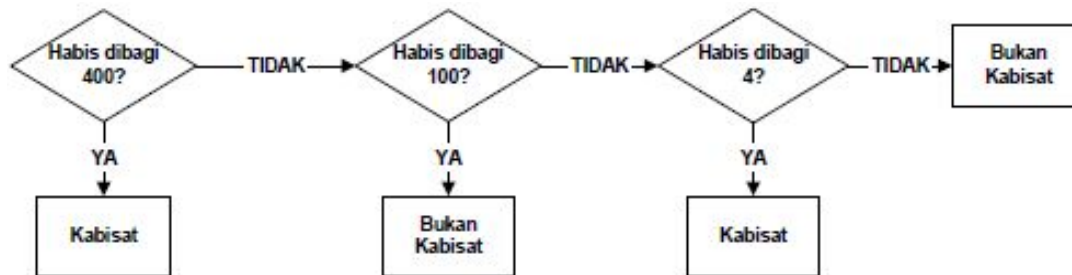 Habis dibagi
400?
TIDAK
Habis dibagi
100?
TIDAK
Habis dibagi
4?
TIDAK
Bukan
Kabisat
YA
YA
YA
Kabisat
Bukan
Kabisat
Kabisat